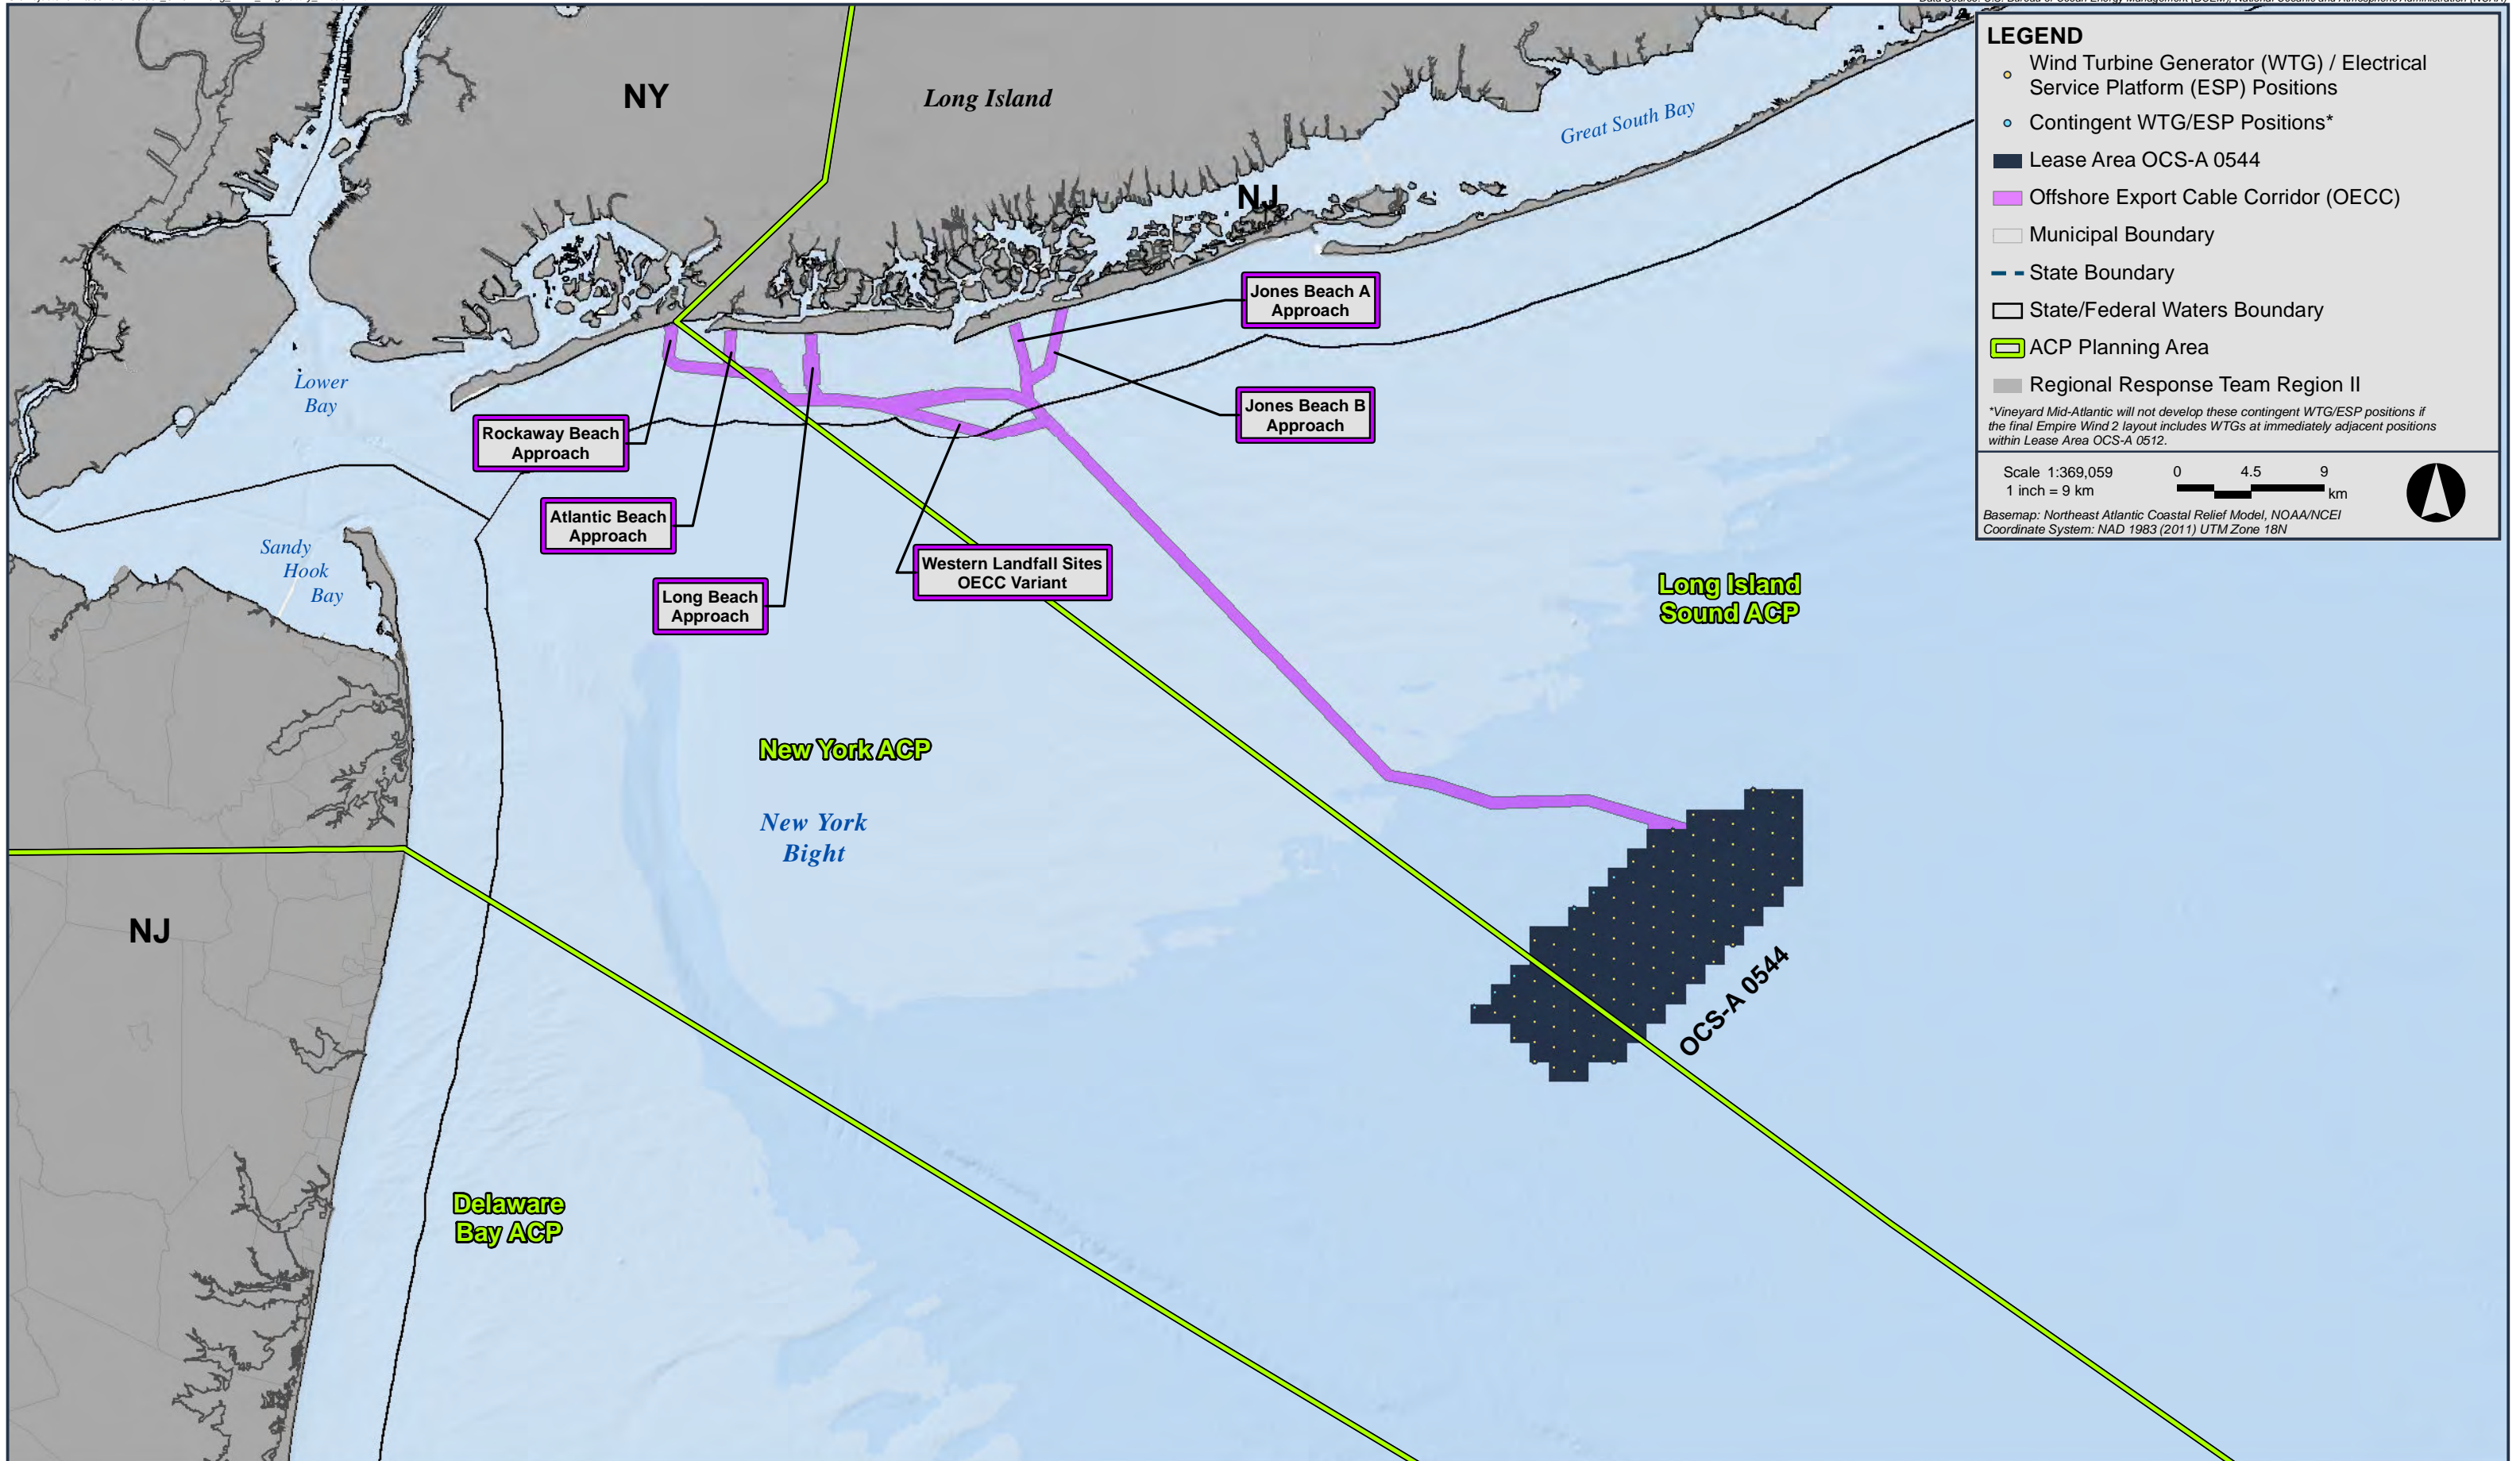 LEGEND
Wind Turbine Generator (WTG) / Electrical
Service Platform (ESP) Positions
Contingent WTG/ESP Positions*
Lease Area OCS-A 0544
Offshore Export Cable Corridor (OECC)
Municipal Boundary
State Boundary
State/Federal Waters Boundary
ACP Planning Area
Regional Response Team Region II
*Vineyard Mid-Atlantic will not develop these contingent WTG/ESP positions if
the final Empire Wind 2 layout includes WTGs at immediately adjacent positions
within Lease Area OCS-A 0512.
Scale 1:369,059
1 inch = 9 km
0 4.5 9
km
Basemap: Northeast Atlantic Coastal Relief Model, NOAA/NCEI
Coordinate System: NAD 1983 (2011) UTM Zone 18N
NY
Long Island
Great South Bay
NJ
Jones Beach A
Approach
Lower
Bay
Jones Beach B
Approach
Rockaway Beach
Approach
Atlantic Beach
Approach
Sandy
Hook
Bay
Western Landfall Sites
OECC Variant
Long Beach
Approach
Long Island
Sound ACP
New York ACP
New York
Bight
NJ
OCS-A 0544
Delaware
Bay ACP